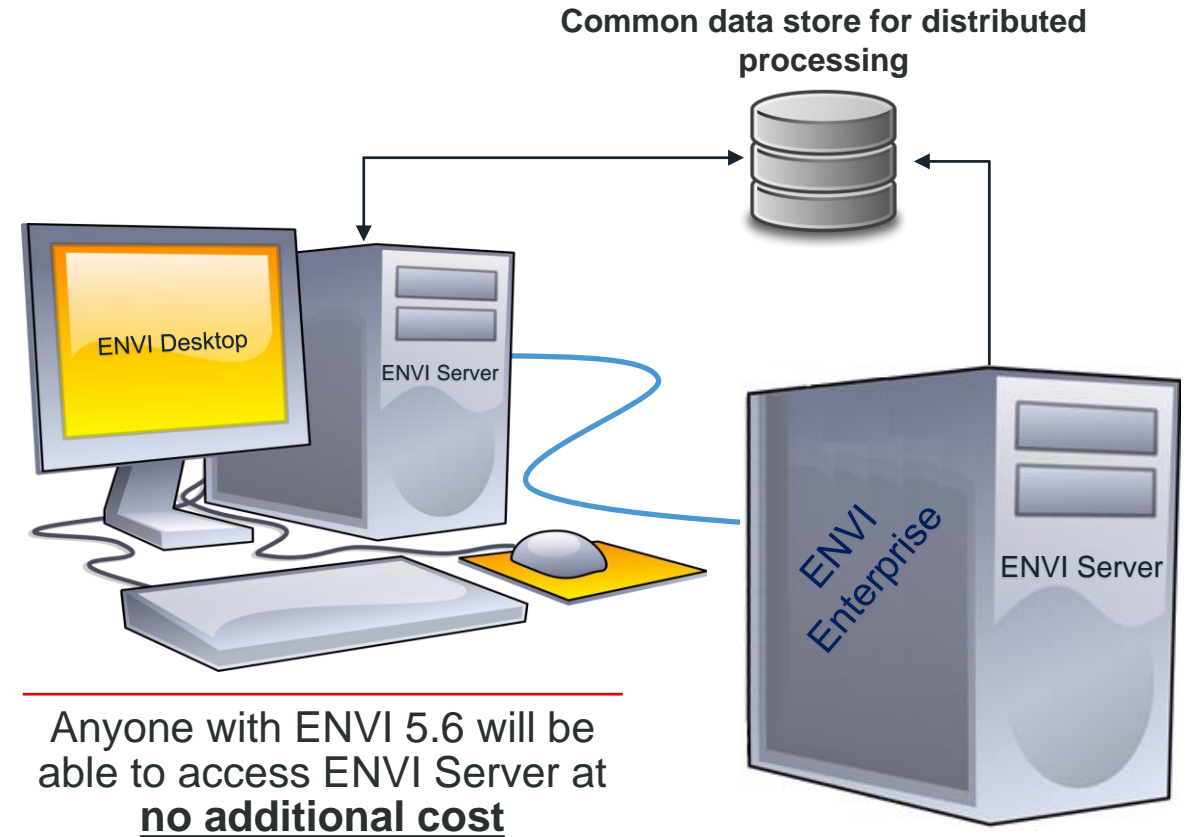 Common data store for distributed
processing
ENVI Desktop
ENVI Server
ENVI
Enterprise
ENVI Server
Anyone with ENVI 5.6 will be
able to access ENVI Server at
no additional cost